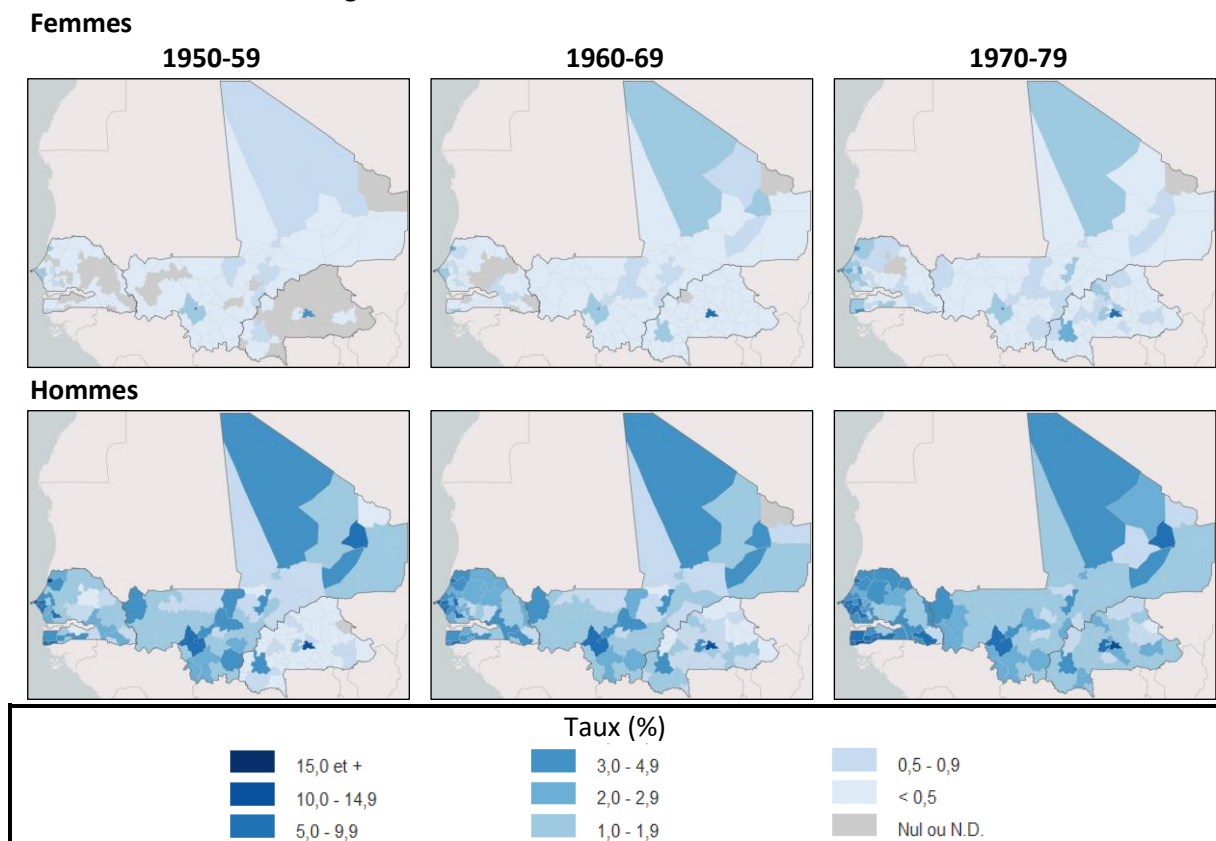 Femmes
1950-59 1960-69 1970-79
Hommes
Taux (%)
15,0 et + 3,0 - 4,9 0,5 - 0,9
10,0 - 14,9 2,0 - 2,9 < 0,5
5,0 - 9,9 1,0 - 1,9 Nul ou N.D.